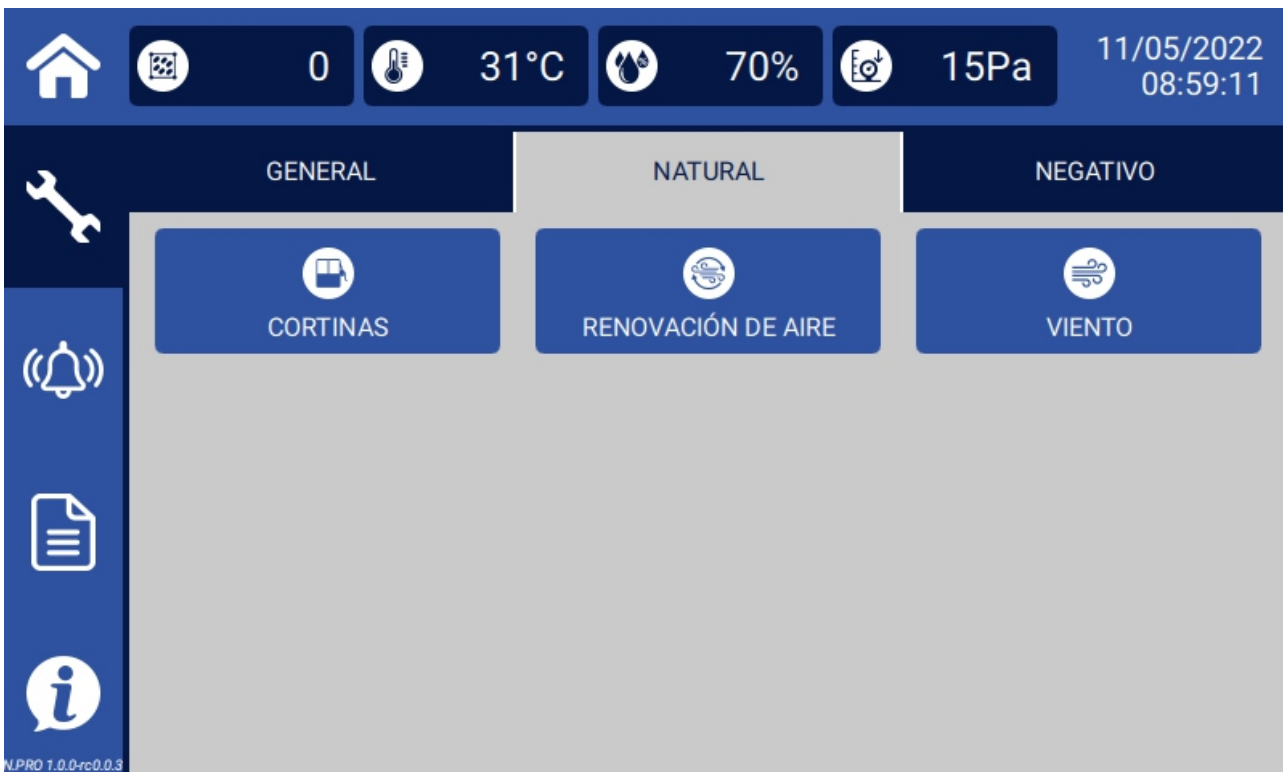 0
31°C
70%
15Pa
11/05/2022
08:59:11
GENERAL
NATURAL
NEGATIVO
CORTINAS
RENOVACIÓN DE AIRE
VIENTO
N.PRO 1.0.0-rc0.0.3